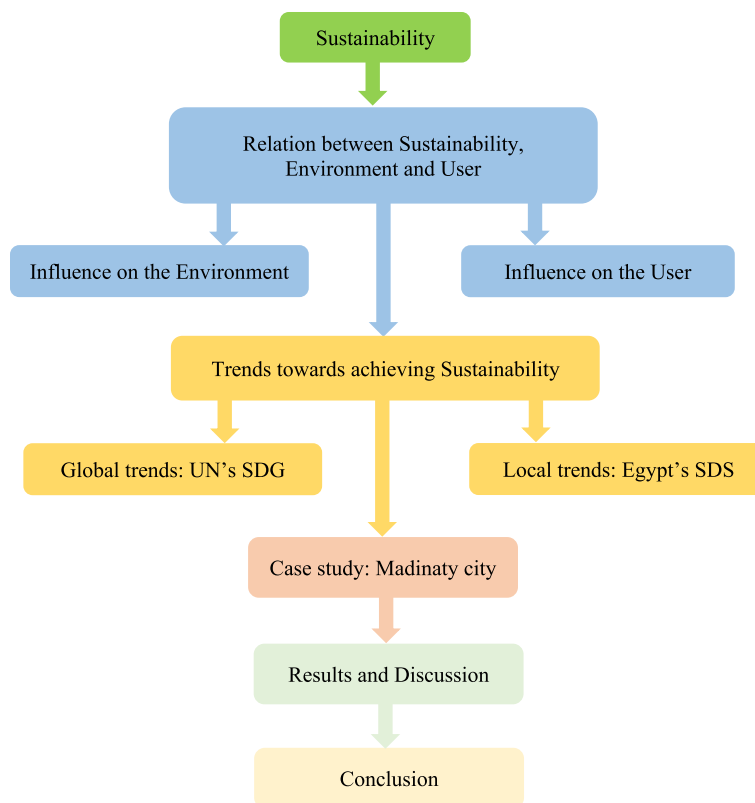 Sustainability
Relation between Sustainability,
Environment and User
Influence on the Environment
Influence on the User
Trends towards achieving Sustainability
Global trends: UN’s SDG
Local trends: Egypt’s SDS
Case study: Madinaty city
Results and Discussion
Conclusion